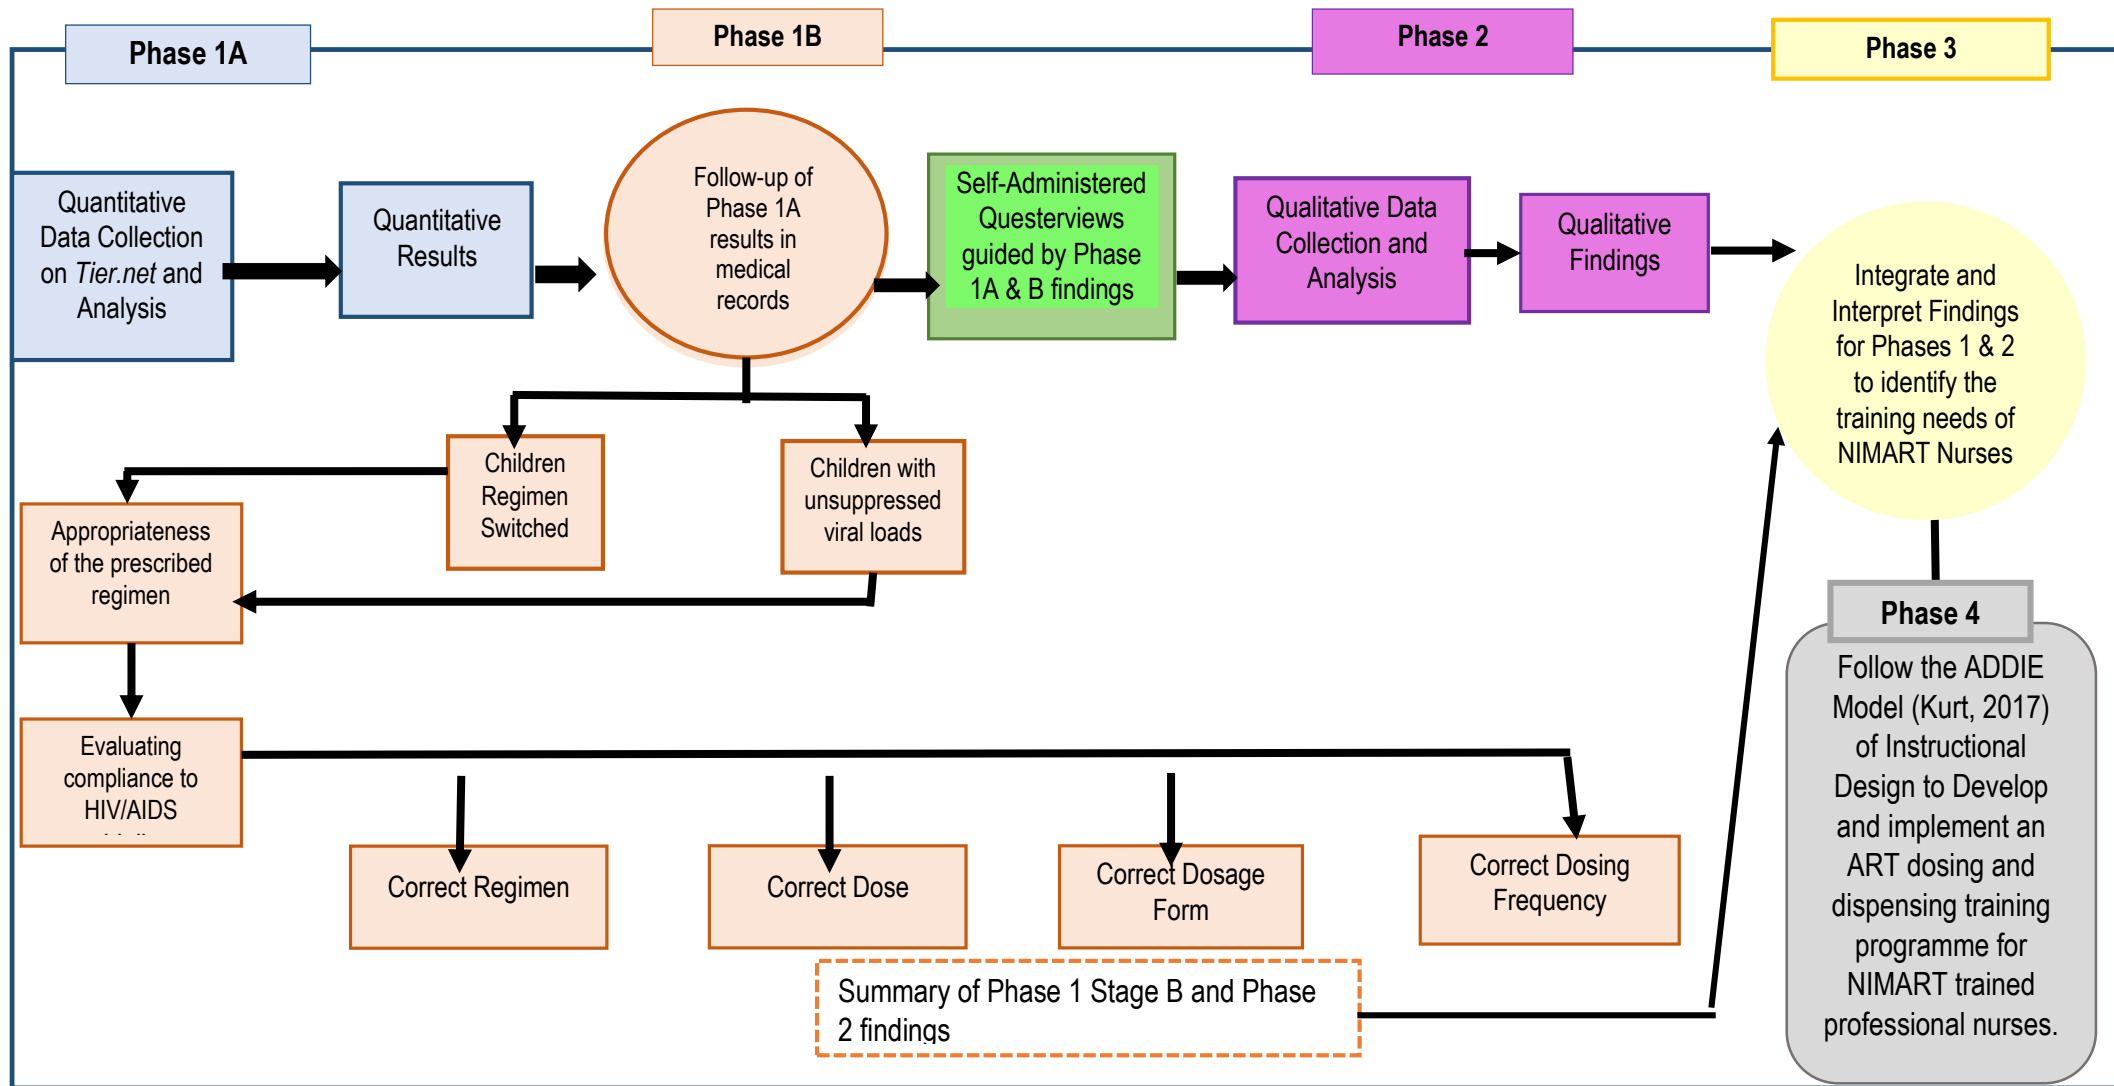 Phase 1A
Phase 1B
Phase 2
Phase 3
Quantitative
Data Collection
on Tier.net and
Analysis
Quantitative
Results
Follow-up of
Phase 1A
results in
medical
records
Self-Administered
Questerviews
guided by Phase
1A & B findings
Qualitative Data
Collection and
Analysis
Qualitative
Findings
Integrate and
Interpret Findings
for Phases 1 & 2
to identify the
training needs of
NIMART Nurses
Children
Regimen
Switched
Children with
unsuppressed
viral loads
Appropriateness
of the prescribed
regimen
Evaluating
compliance to
HIV/AIDS
Correct Regimen
Correct Dose
Correct Dosage
Form
Correct Dosing
Frequency
Summary of Phase 1 Stage B and Phase
2 findings
Phase 4
Follow the ADDIE
Model (Kurt, 2017)
of Instructional
Design to Develop
and implement an
ART dosing and
dispensing training
programme for
NIMART trained
professional nurses.